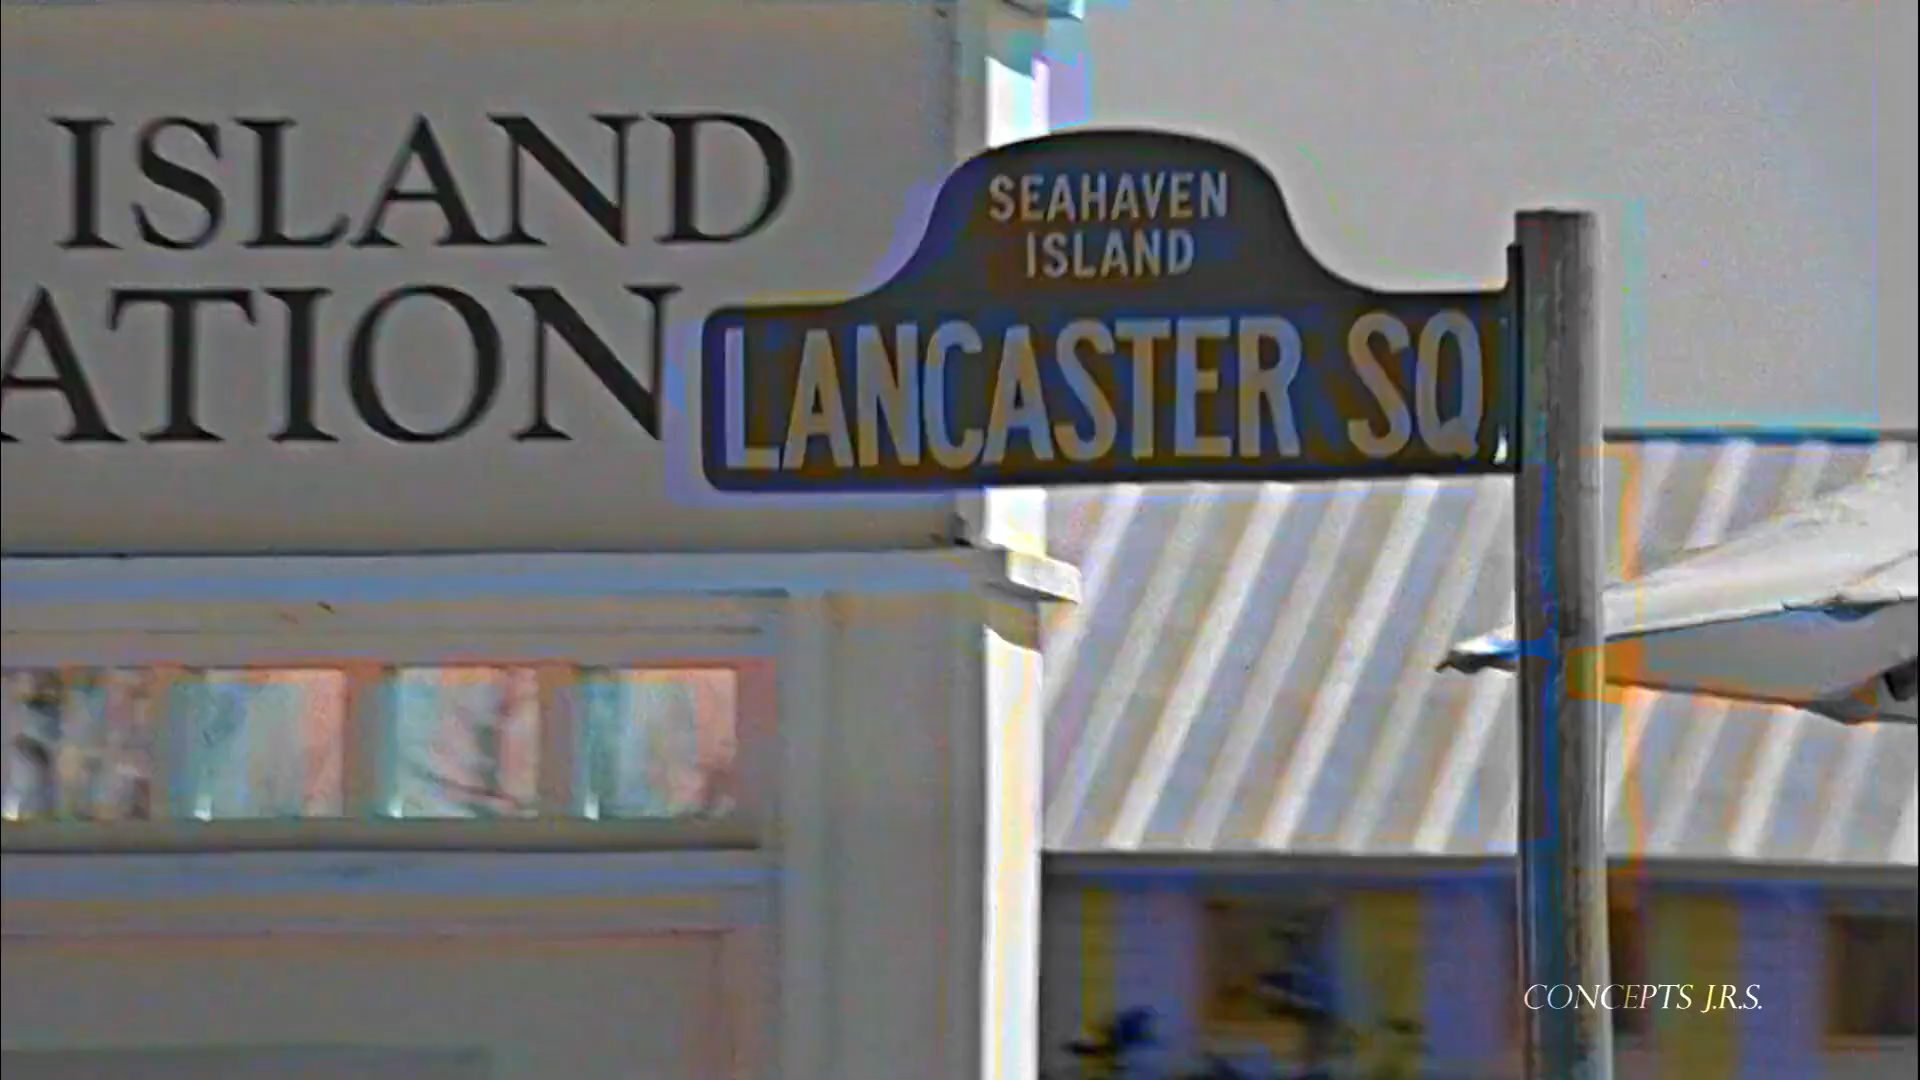 ISLAND
ATION
SEAHAVEN
ISLAND
LANCASTER SQ
CONCEPTS J.R.S.